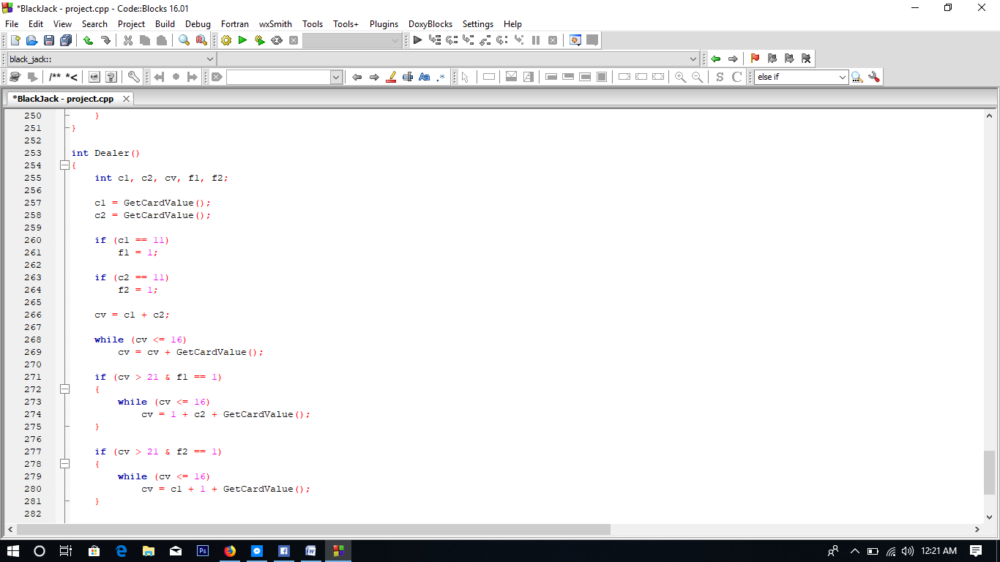 *BlackJack - project.cpp - Code::Blocks 16.01
File Edit View Search Project Build Debug Fortran wxSmith Tools Tools+ Plugins DoxyBlocks Settings Help
black_jack::
/** *< Aa .* S C else if
*BlackJack - project.cpp
250 }
251 }
252
253 int Dealer()
254 {
255 int c1, c2, cv, f1, f2;
256
257 c1 = GetCardValue();
258 c2 = GetCardValue();
259
260 if (c1 == 11)
261 f1 = 1;
262
263 if (c2 == 11)
264 f2 = 1;
265
266 cv = c1 + c2;
267
268 while (cv <= 16)
269 cv = cv + GetCardValue();
270
271 if (cv > 21 & f1 == 1)
272 {
273 while (cv <= 16)
274 cv = 1 + c2 + GetCardValue();
275 }
276
277 if (cv > 21 & f2 == 1)
278 {
279 while (cv <= 16)
280 cv = c1 + 1 + GetCardValue();
281 }
282
Ps 12:21 AM